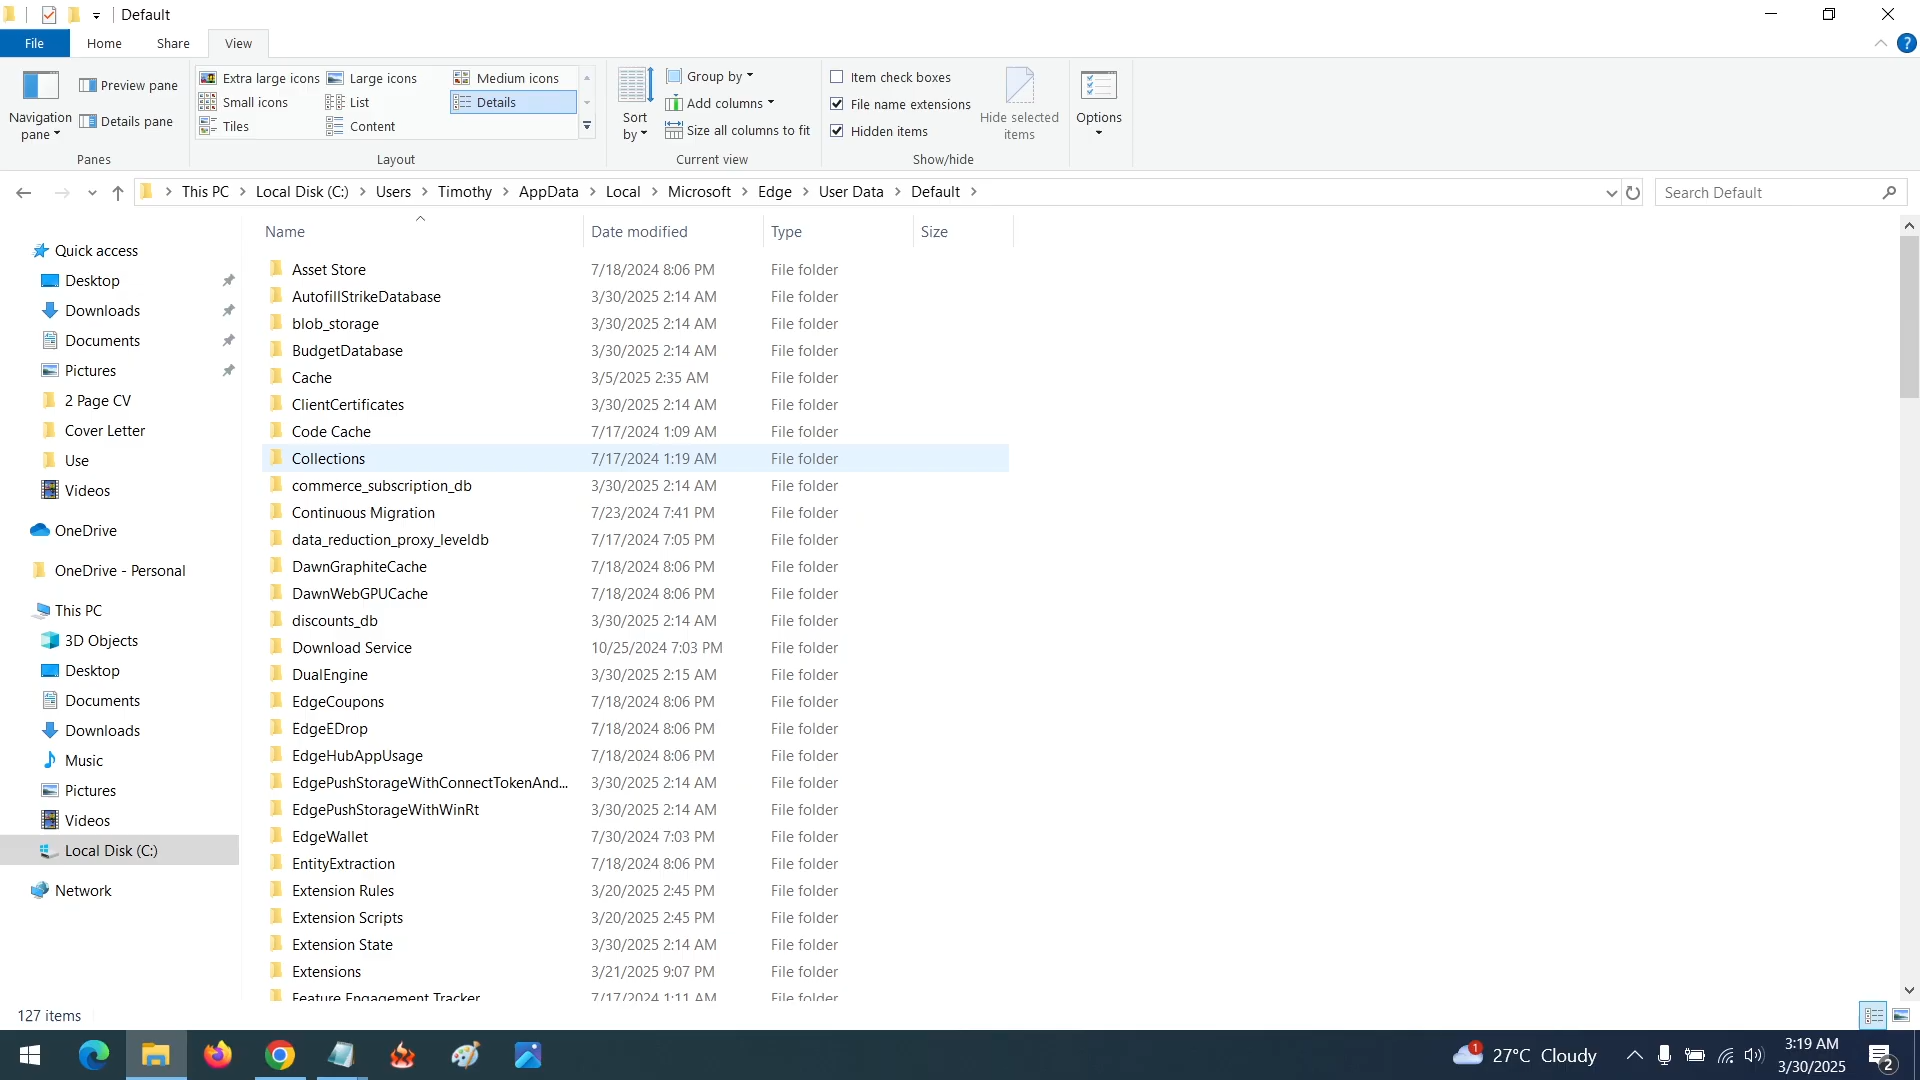 Default
File Home Share View
Navigation pane
Preview pane
Details pane
Panes
Extra large icons Large icons Medium icons
Small icons List Details
Tiles Content
Layout
Sort by
Group by
Add columns
Size all columns to fit
Current view
Item check boxes
File name extensions
Hidden items
Hide selected items
Show/hide
Options
This PC Local Disk (C:) Users Timothy AppData Local Microsoft Edge User Data Default
Search Default
Quick access
Desktop
Downloads
Documents
Pictures
2 Page CV
Cover Letter
Use
Videos
OneDrive
OneDrive - Personal
This PC
3D Objects
Desktop
Documents
Downloads
Music
Pictures
Videos
Local Disk (C:)
Network
Name Date modified Type Size
Asset Store 7/18/2024 8:06 PM File folder
AutofillStrikeDatabase 3/30/2025 2:14 AM File folder
blob_storage 3/30/2025 2:14 AM File folder
BudgetDatabase 3/30/2025 2:14 AM File folder
Cache 3/5/2025 2:35 AM File folder
ClientCertificates 3/30/2025 2:14 AM File folder
Code Cache 7/17/2024 1:09 AM File folder
Collections 7/17/2024 1:19 AM File folder
commerce_subscription_db 3/30/2025 2:14 AM File folder
Continuous Migration 7/23/2024 7:41 PM File folder
data_reduction_proxy_leveldb 7/17/2024 7:05 PM File folder
DawnGraphiteCache 7/18/2024 8:06 PM File folder
DawnWebGPUCache 7/18/2024 8:06 PM File folder
discounts_db 3/30/2025 2:14 AM File folder
Download Service 10/25/2024 7:03 PM File folder
DualEngine 3/30/2025 2:15 AM File folder
EdgeCoupons 7/18/2024 8:06 PM File folder
EdgeEDrop 7/18/2024 8:06 PM File folder
EdgeHubAppUsage 7/18/2024 8:06 PM File folder
EdgePushStorageWithConnectTokenAnd... 3/30/2025 2:14 AM File folder
EdgePushStorageWithWinRt 3/30/2025 2:14 AM File folder
EdgeWallet 7/30/2024 7:03 PM File folder
EntityExtraction 7/18/2024 8:06 PM File folder
Extension Rules 3/20/2025 2:45 PM File folder
Extension Scripts 3/20/2025 2:45 PM File folder
Extension State 3/30/2025 2:14 AM File folder
Extensions 3/21/2025 9:07 PM File folder
Feature Engagement Tracker 7/17/2024 1:11 AM File folder
127 items
1
27°C Cloudy
3:19 AM
3/30/2025
2